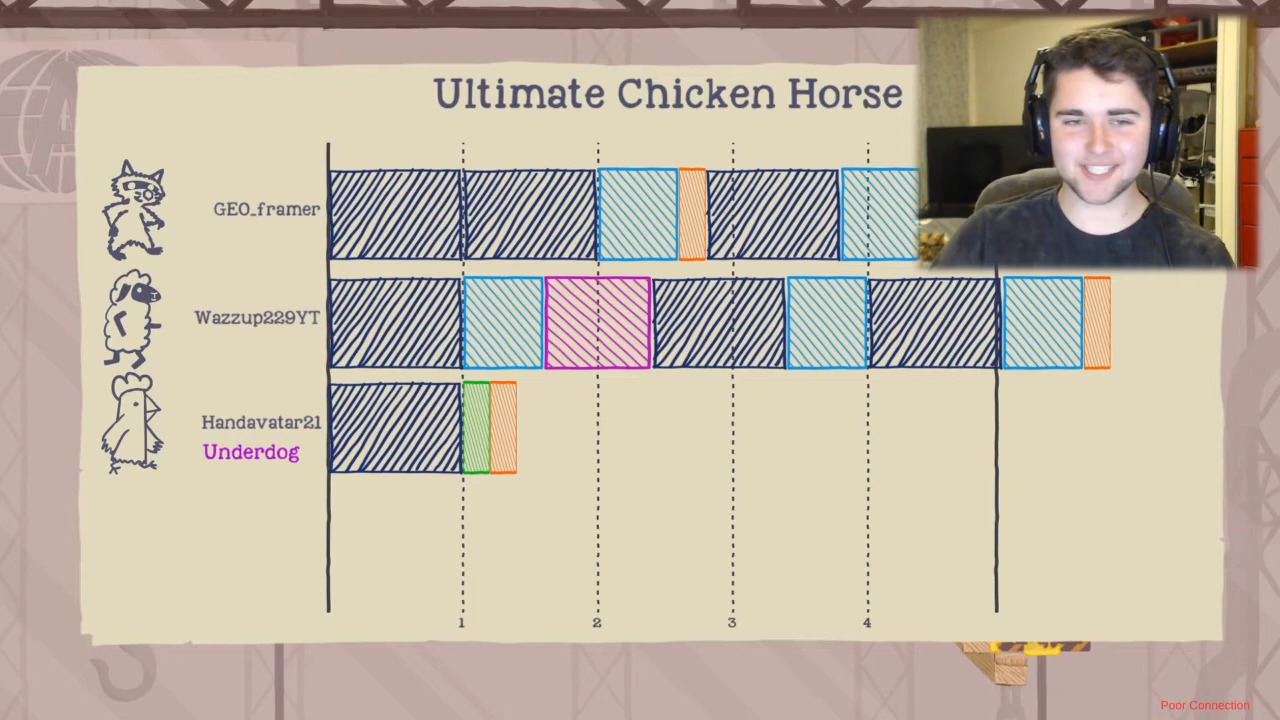 Ultimate Chicken Horse
GEO_framer
Wazzup229YT
Handavatar21
Underdog
1 2 3 4
Poor Connection